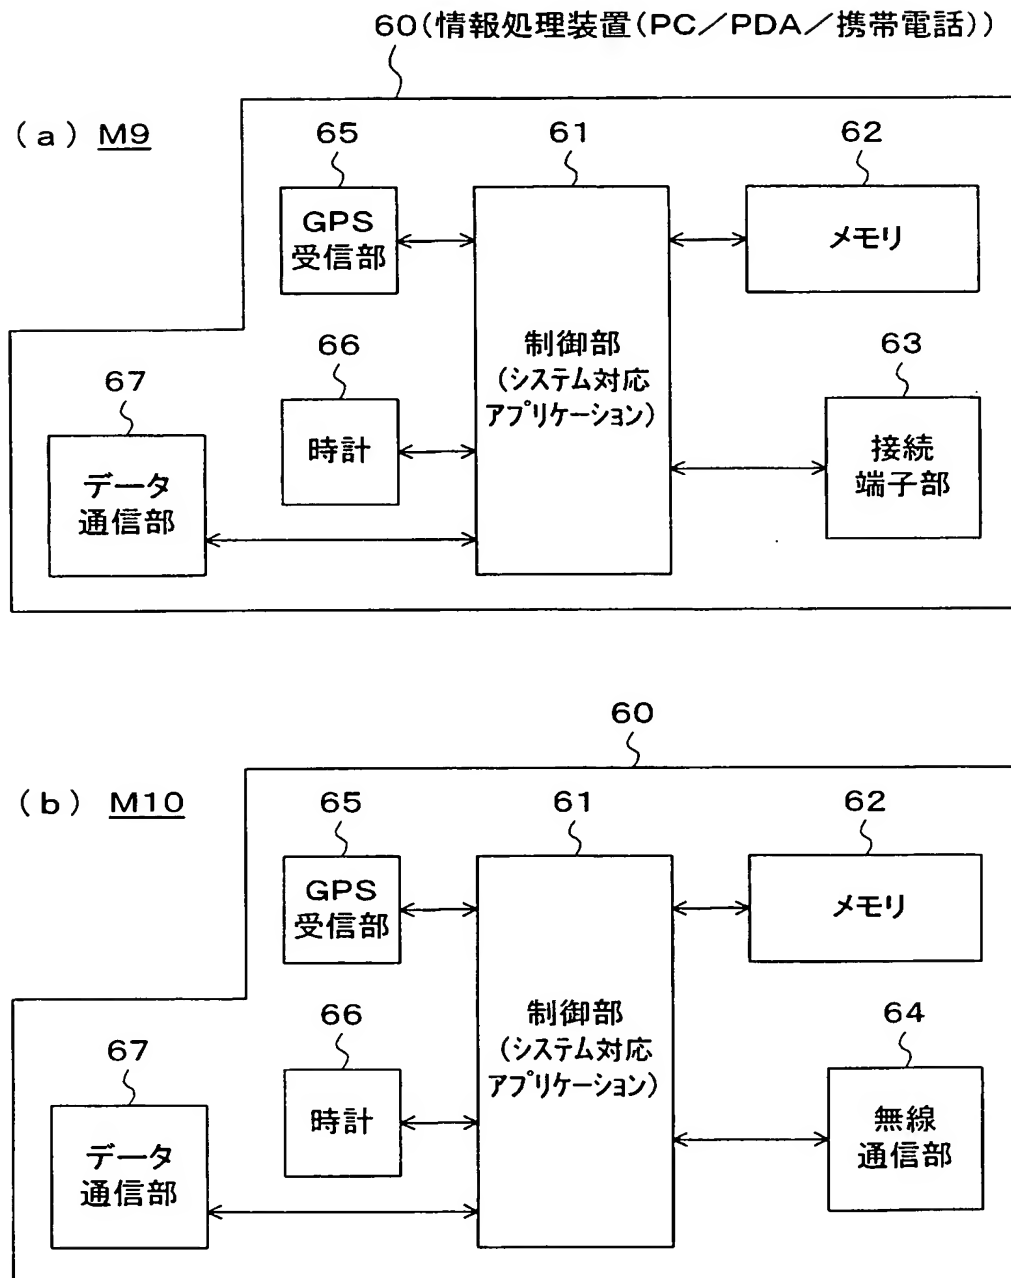 60(情報処理装置(PC／PDA／携帯電話))
(a) M9
65
61
62
GPS
受信部
メモリ
制御部
(システム対応
アプリケーション)
66
63
67
時計
接続
端子部
データ
通信部
60
(b) M10
65
61
62
GPS
受信部
メモリ
制御部
(システム対応
アプリケーション)
66
64
67
時計
無線
通信部
データ
通信部